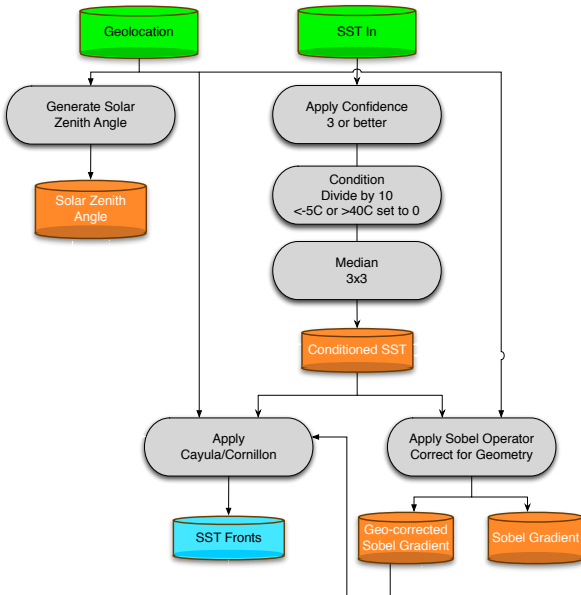 Geolocation
SST In
Generate Solar
Zenith Angle
Apply Confidence
3 or better
Solar Zenith
Angle
Condition
Divide by 10
<-5C or >40C set to 0
Median
3x3
Conditioned SST
Apply
Cayula/Cornillon
Apply Sobel Operator
Correct for Geometry
SST Fronts
Geo-corrected
Sobel Gradient
Sobel Gradient